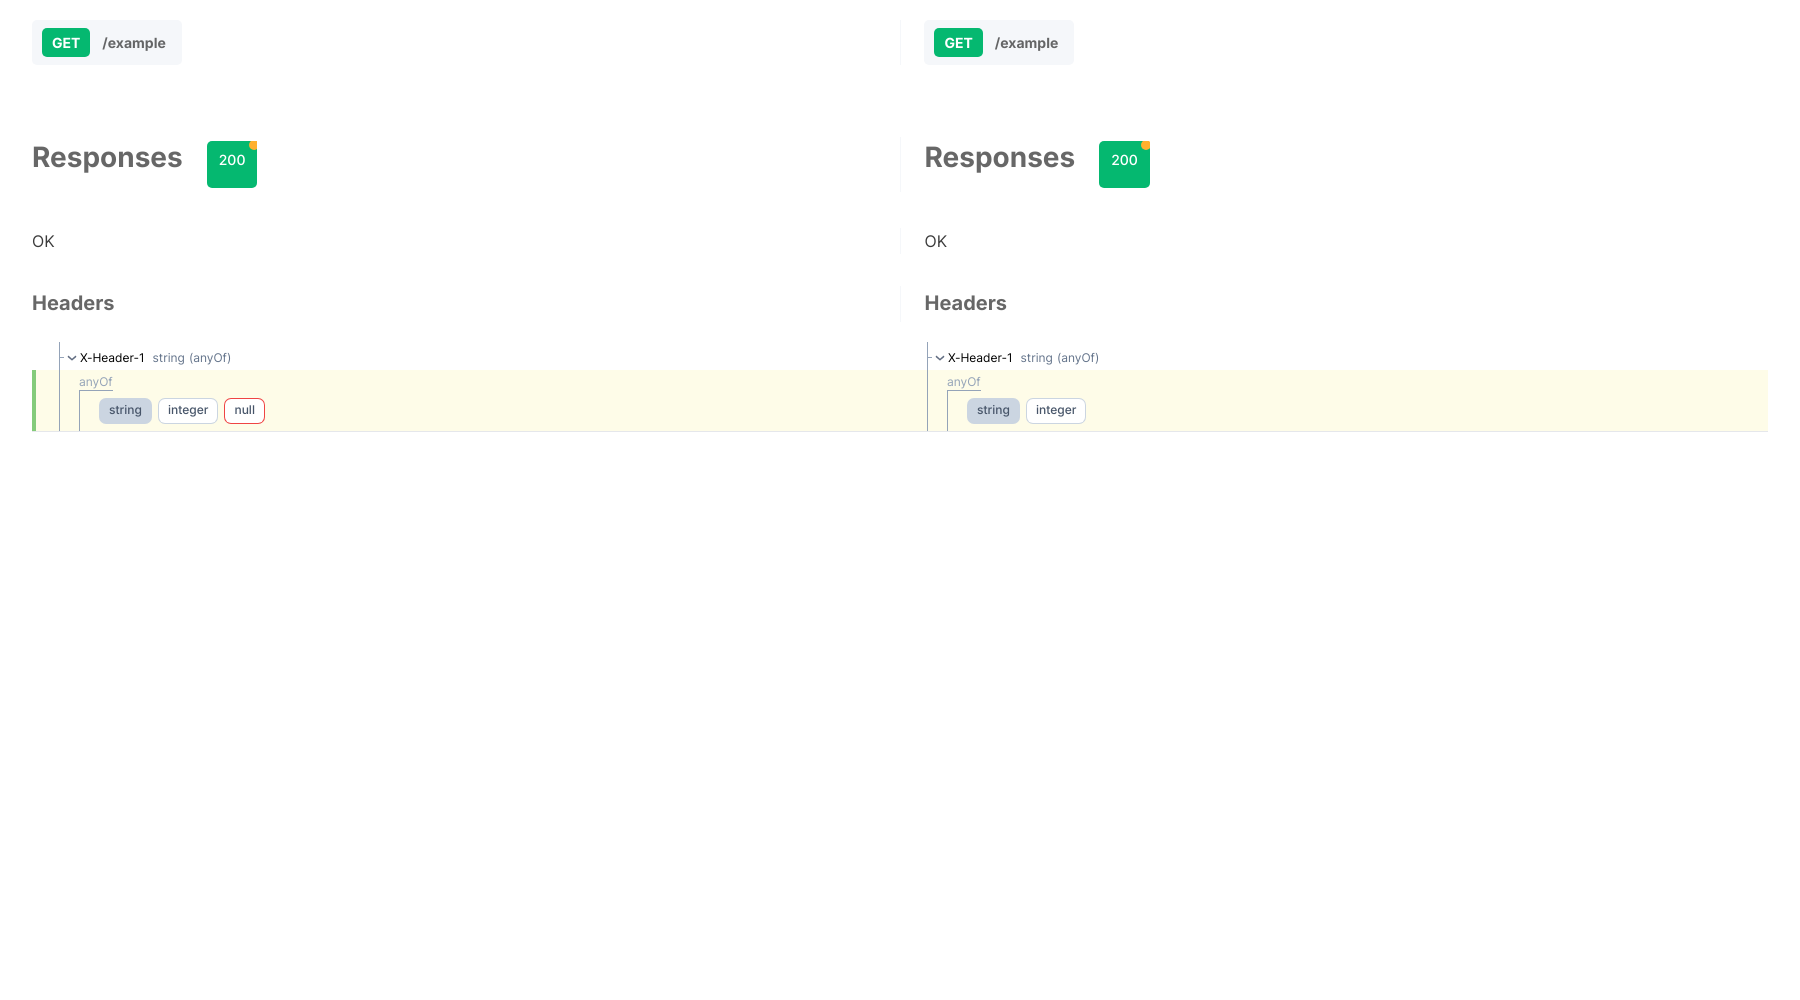 GET /example
GET /example
Responses 200
Responses 200
OK
OK
Headers
Headers
X-Header-1 string (anyOf)
X-Header-1 string (anyOf)
anyOf
anyOf
string integer null
string integer